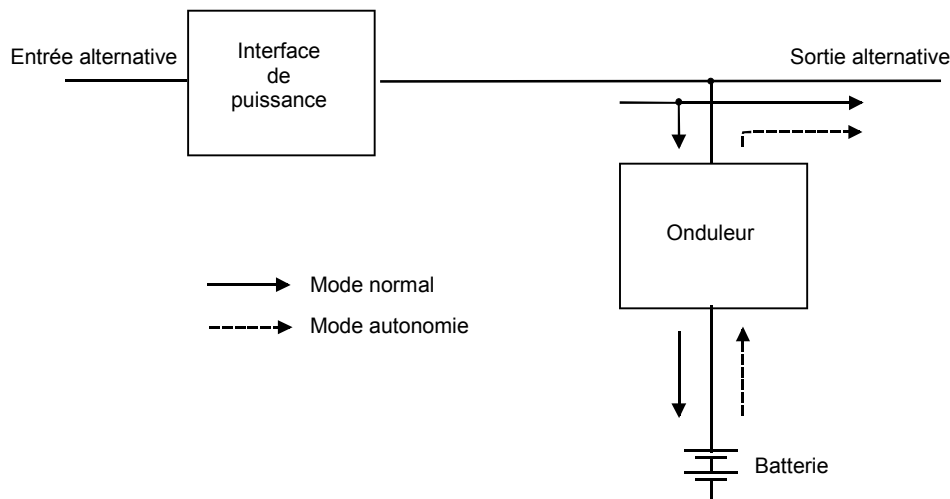 Entrée alternative
Interface
de
puissance
Sortie alternative
Onduleur
Mode normal
Mode autonomie
Batterie